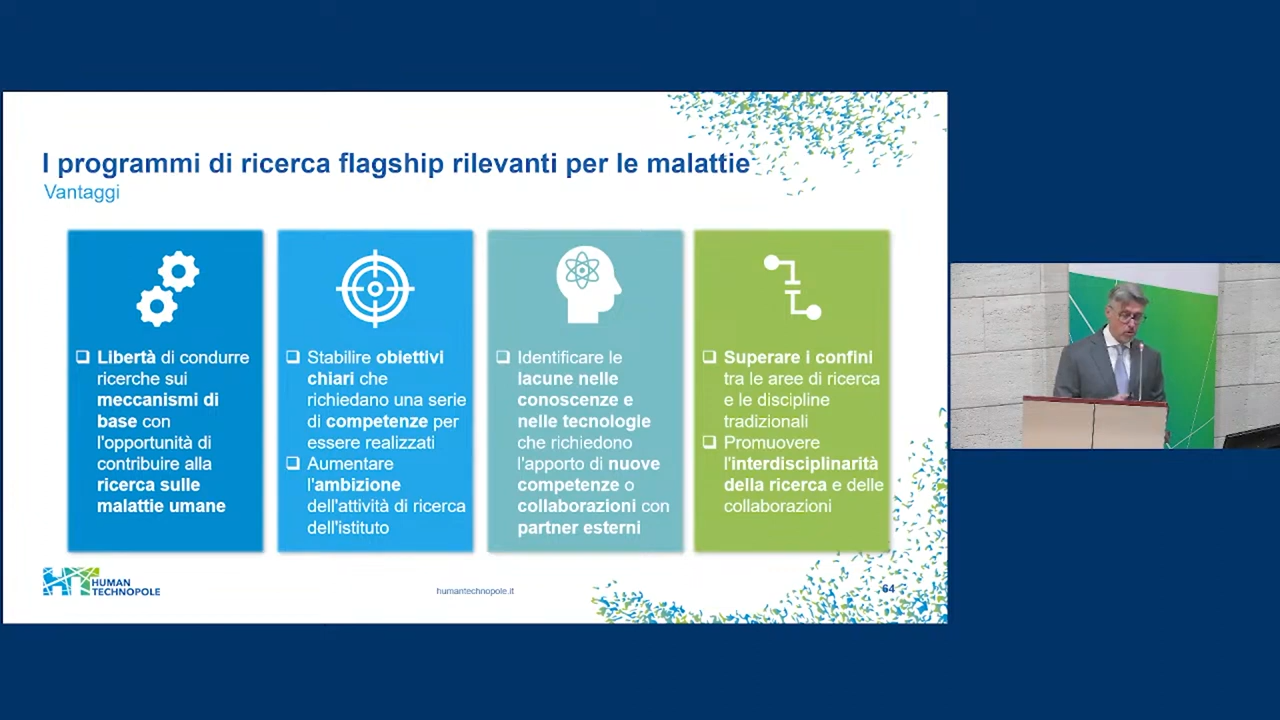 I programmi di ricerca flagship rilevanti per le malattie
Vantaggi
❑ Libertà di condurre
ricerche sui
meccanismi di
base con
l'opportunità di
contribuire alla
ricerca sulle
malattie umane
❑ Stabilire obiettivi
chiari che
richiedano una serie
di competenze per
essere realizzati
❑ Aumentare
l'ambizione
dell'attività di ricerca
dell'istituto
❑ Identificare le
lacune nelle
conoscenze e
nelle tecnologie
che richiedono
l'apporto di nuove
competenze o
collaborazioni con
partner esterni
❑ Superare i confini
tra le aree di ricerca
e le discipline
tradizionali
❑ Promuovere
l'interdisciplinarità
della ricerca e delle
collaborazioni
HT HUMAN
TECHNOPOLE
humantechnopole.it
64